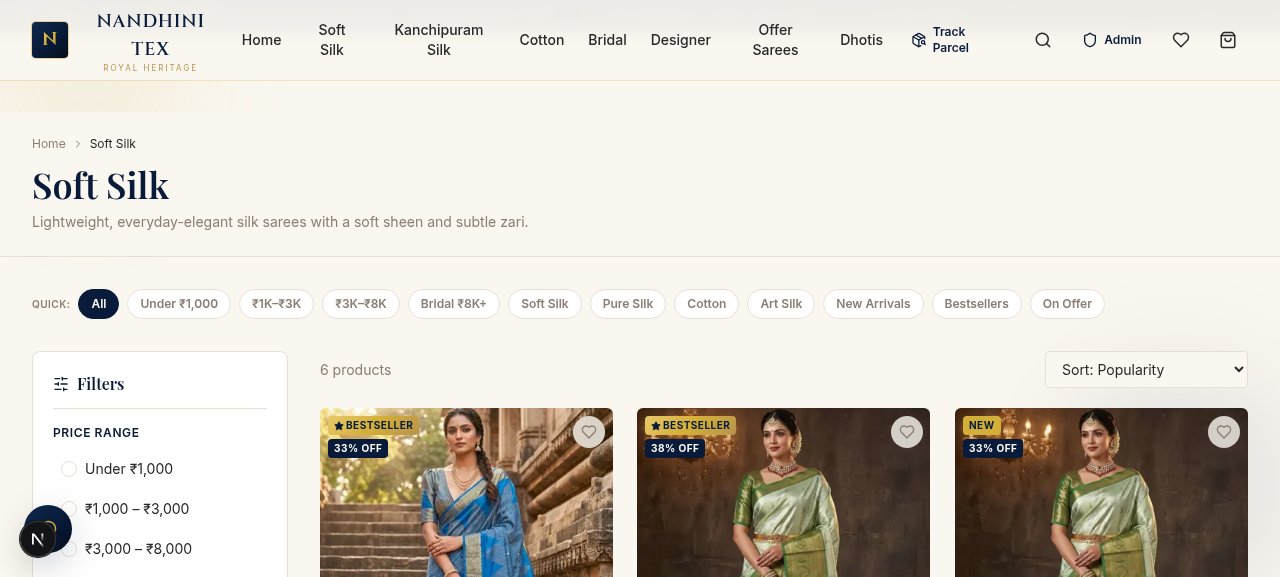 N
NANDHINI
TEX
ROYAL HERITAGE
Home
Soft
Silk
Kanchipuram
Silk
Cotton
Bridal
Designer
Offer
Sarees
Dhotis
Track
Parcel
Admin
Home > Soft Silk
Soft Silk
Lightweight, everyday-elegant silk sarees with a soft sheen and subtle zari.
QUICK: All Under ₹1,000 ₹1K–₹3K ₹3K–₹8K Bridal ₹8K+ Soft Silk Pure Silk Cotton Art Silk New Arrivals Bestsellers On Offer
Filters
PRICE RANGE
Under ₹1,000
₹1,000 – ₹3,000
₹3,000 – ₹8,000
N
6 products
Sort: Popularity
BESTSELLER
33% OFF
BESTSELLER
38% OFF
NEW
33% OFF